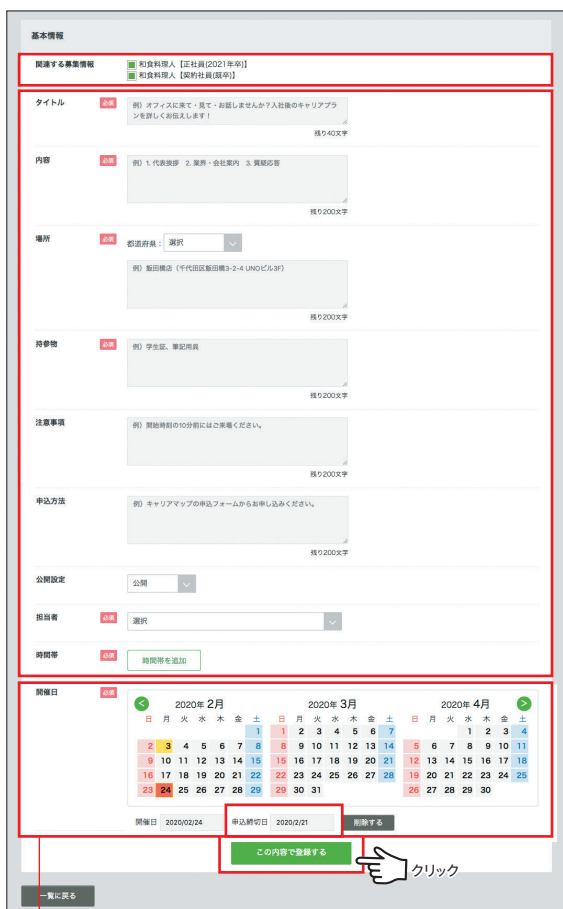 基本情報
関連する募集情報
和食料理人【正社員(2021年卒)】
和食料理人【契約社員(既卒)】
タイトル 必須
例）オフィスに来て・見て・お話しませんか？入社後のキャリアプラ
ンを詳しくお伝えします！
残り40文字
内容 必須
例）1. 代表挨拶 2. 業界・会社案内 3. 質疑応答
残り200文字
場所 必須 都道府県： 選択
例）飯田橋店（千代田区飯田橋3-2-4 UNOビル3F）
残り200文字
持参物 必須
例）学生証、筆記用具
残り200文字
注意事項
例）開始時刻の10分前にはご来場ください。
残り200文字
申込方法
例）キャリアマップの申込フォームからお申し込みください。
残り200文字
公開設定 公開
担当者 必須 選択
時間帯 必須 時間帯を追加
開催日 必須
2020年 2月 2020年 3月 2020年 4月
日 月 火 水 木 金 土 日 月 火 水 木 金 土 日 月 火 水 木 金 土
1 1 2 3 4 5 6 7 1 2 3 4
2 3 4 5 6 7 8 8 9 10 11 12 13 14 5 6 7 8 9 10 11
9 10 11 12 13 14 15 15 16 17 18 19 20 21 12 13 14 15 16 17 18
16 17 18 19 20 21 22 22 23 24 25 26 27 28 19 20 21 22 23 24 25
23 24 25 26 27 28 29 29 30 31 26 27 28 29 30
開催日 2020/02/24 申込締切日 2020/2/21 削除する
この内容で登録する
クリック
一覧に戻る